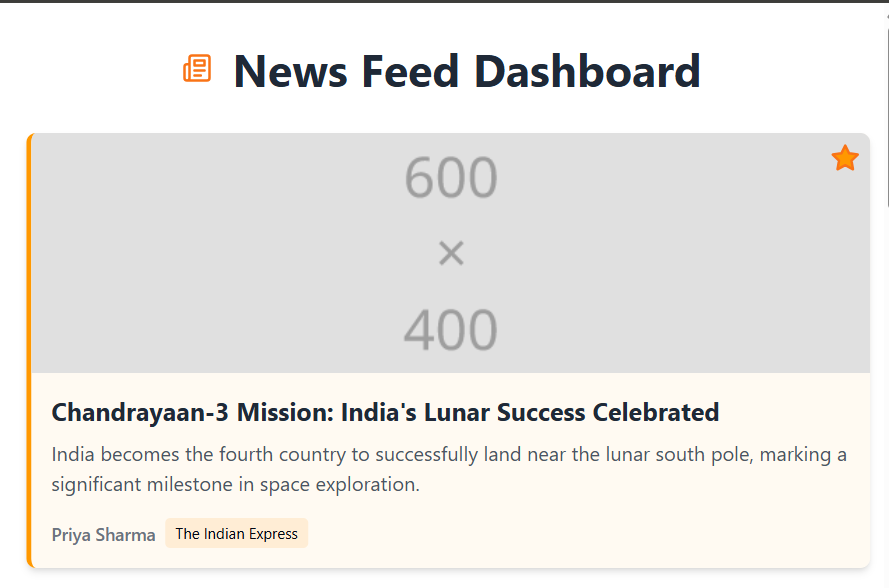 News Feed Dashboard
600
×
400
Chandrayaan-3 Mission: India's Lunar Success Celebrated
India becomes the fourth country to successfully land near the lunar south pole, marking a
significant milestone in space exploration.
Priya Sharma The Indian Express